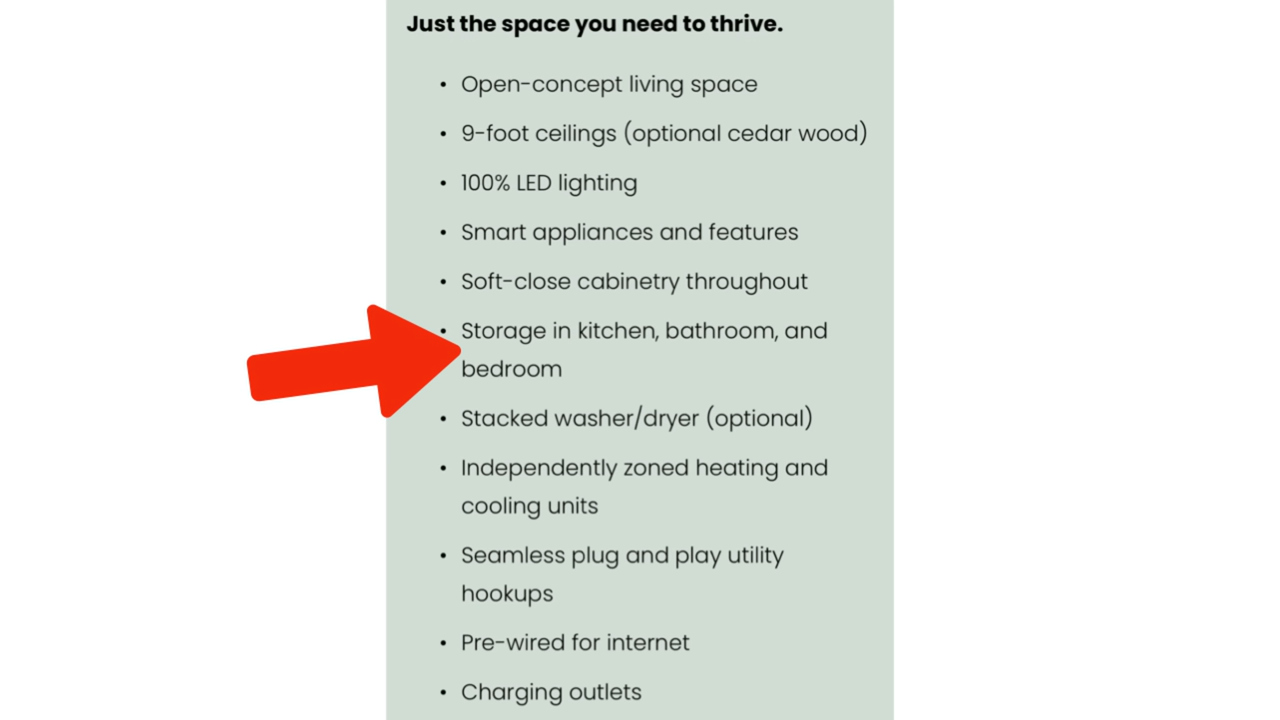 Just the space you need to thrive.
• Open-concept living space
• 9-foot ceilings (optional cedar wood)
• 100% LED lighting
• Smart appliances and features
• Soft-close cabinetry throughout
• Storage in kitchen, bathroom, and
bedroom
• Stacked washer/dryer (optional)
• Independently zoned heating and
cooling units
• Seamless plug and play utility
hookups
• Pre-wired for internet
• Charging outlets